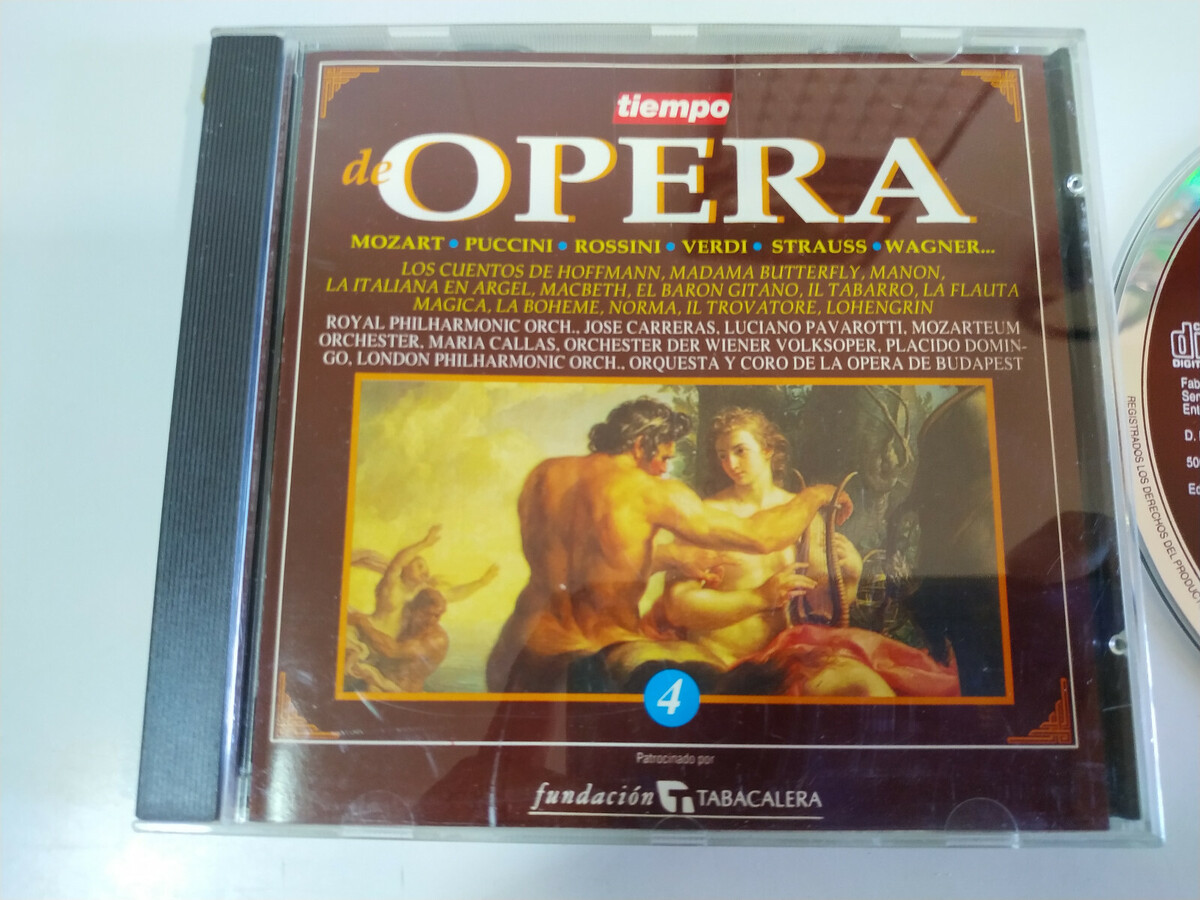 tiempo
de OPERA
MOZART • PUCCINI • ROSSINI • VERDI • STRAUSS • WAGNER...
LOS CUENTOS DE HOFFMANN, MADAMA BUTTERFLY, MANON,
LA ITALIANA EN ARGEL, MACBETH, EL BARON GITANO, IL TABARRO, LA FLAUTA
MAGICA, LA BOHEME, NORMA, IL TROVATORE, LOHENGRIN
ROYAL PHILHARMONIC ORCH., JOSE CARRERAS, LUCIANO PAVAROTTI, MOZARTEUM
ORCHESTER, MARIA CALLAS, ORCHESTER DER WIENER VOLKSOPER, PLACIDO DOMIN-
GO, LONDON PHILHARMONIC ORCH., ORQUESTA Y CORO DE LA OPERA DE BUDAPEST
4
Patrocinado por
fundación TABACALERA
REGISTRADOS LOS DERECHOS DEL PRODUCT